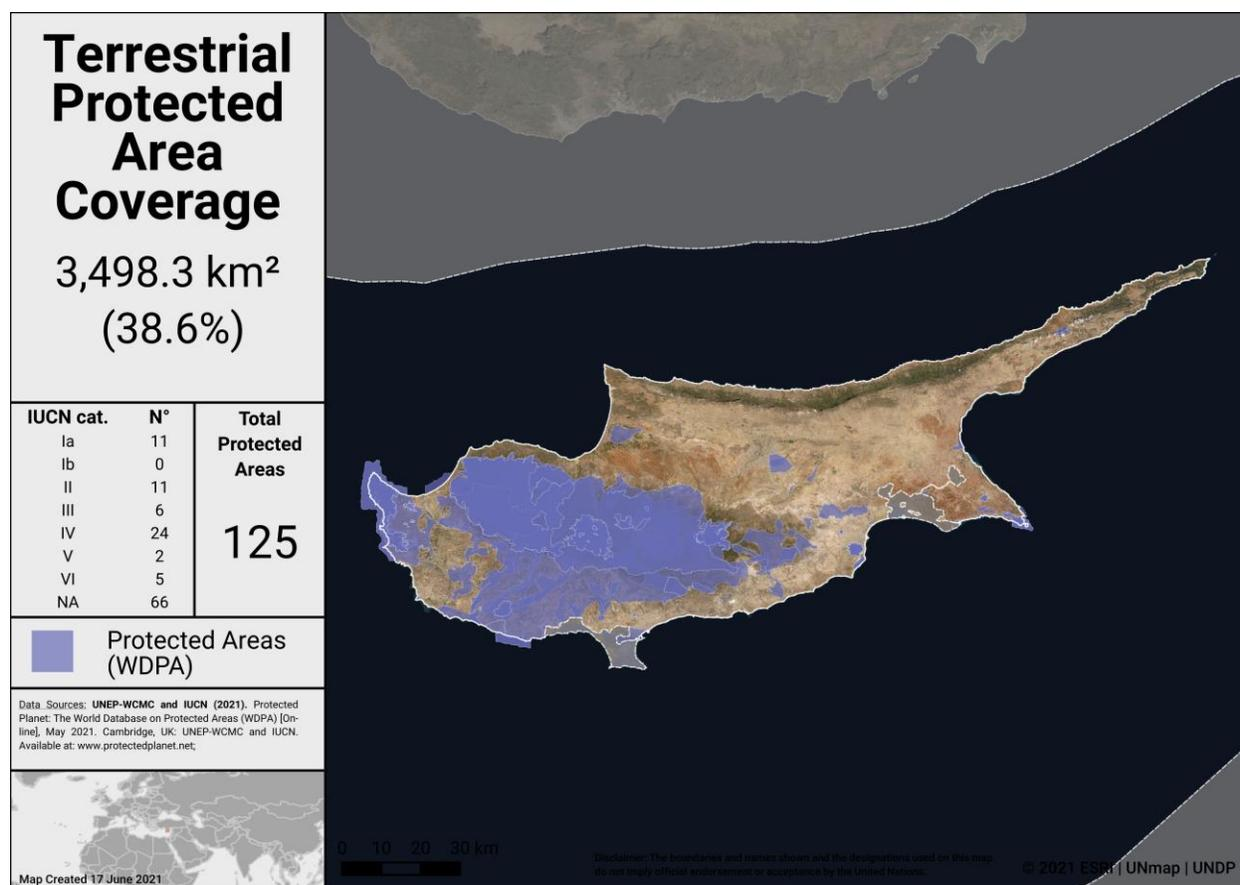 Terrestrial
Protected
Area
Coverage
3,498.3 km²
(38.6%)
IUCN cat. N°
Ia 11
Ib 0
II 11
III 6
IV 24
V 2
VI 5
NA 66
Total
Protected
Areas
125
Protected Areas
(WDPA)
Data Sources: UNEP-WCMC and IUCN (2021). Protected
Planet: The World Database on Protected Areas (WDPA) [On-
line], May 2021. Cambridge, UK: UNEP-WCMC and IUCN.
Available at: www.protectedplanet.net;
Map Created 17 June 2021
0 10 20 30 km
Disclaimer: The boundaries and names shown and the designations used on this map
do not imply official endorsement or acceptance by the United Nations.
© 2021 ESRI | UNmap | UNDP